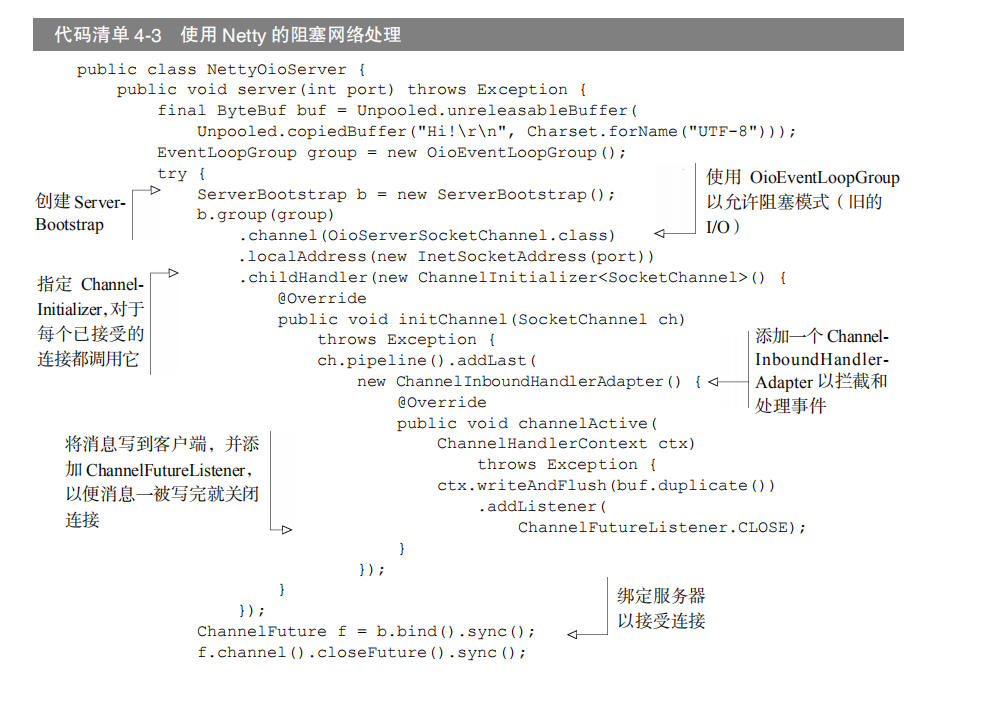 代码清单 4-3 使用 Netty 的阻塞网络处理
public class NettyOioServer {
public void server(int port) throws Exception {
final ByteBuf buf = Unpooled.unreleasableBuffer(
Unpooled.copiedBuffer("Hi!\r\n", Charset.forName("UTF-8")));
EventLoopGroup group = new OioEventLoopGroup();
try {
ServerBootstrap b = new ServerBootstrap();
b.group(group)
.channel(OioServerSocketChannel.class)
.localAddress(new InetSocketAddress(port))
.childHandler(new ChannelInitializer<SocketChannel>() {
@Override
public void initChannel(SocketChannel ch)
throws Exception {
ch.pipeline().addLast(
new ChannelInboundHandlerAdapter() {
@Override
public void channelActive(
ChannelHandlerContext ctx)
throws Exception {
ctx.writeAndFlush(buf.duplicate())
.addListener(
ChannelFutureListener.CLOSE);
}
});
}
});
ChannelFuture f = b.bind().sync();
f.channel().closeFuture().sync();
创建 Server-
Bootstrap
使用 OioEventLoopGroup
以允许阻塞模式（旧的
I/O）
指定 Channel-
Initializer,对于
每个已接受的
连接都调用它
添加一个 Channel-
InboundHandler-
Adapter 以拦截和
处理事件
将消息写到客户端，并添
加 ChannelFutureListener,
以便消息一被写完就关闭
连接
绑定服务器
以接受连接